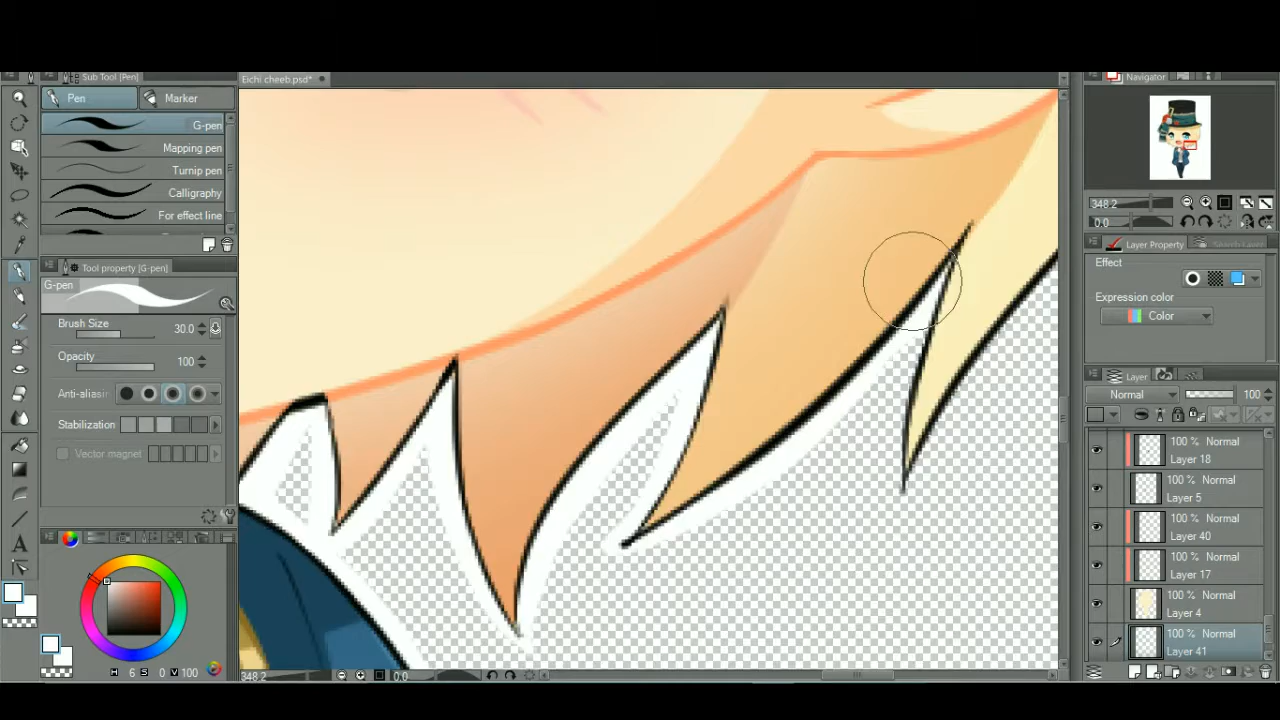 Sub Tool [Pen]
Pen
Marker
G-pen
Mapping pen
Turnip pen
Calligraphy
For effect line
Tool property [G-pen]
G-pen
Brush Size
30.0
Opacity
100
Anti-aliasin
Stabilization
Vector magnet
H 6 S 0 V 100
Eichi cheeb.psd*
348.2
0.0
Navigator
348.2
0.0
Layer Property
Search Layer
Effect
Expression color
Color
Layer
Normal
100
100 % Normal
Layer 18
100 % Normal
Layer 5
100 % Normal
Layer 40
100 % Normal
Layer 17
100 % Normal
Layer 4
100 % Normal
Layer 41